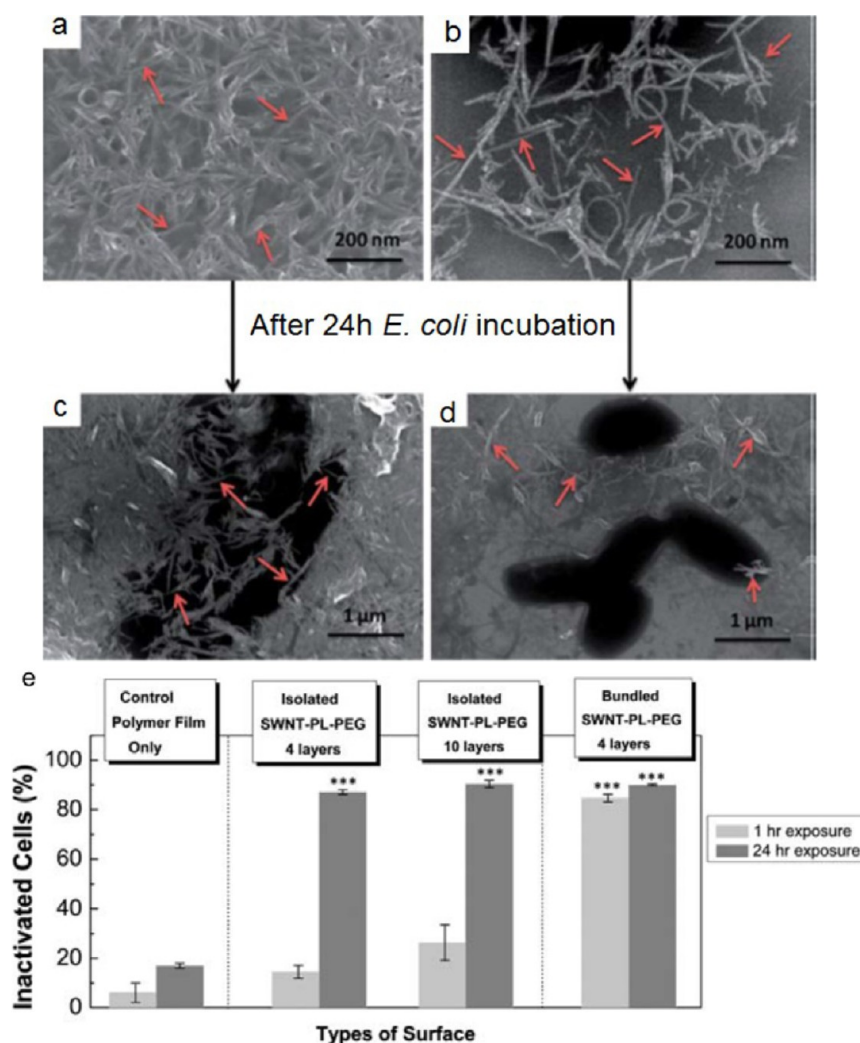 a
b
200 nm
200 nm
After 24h E. coli incubation
c
d
1 µm
1 µm
e
Control
Polymer Film
Only
Isolated
SWNT-PL-PEG
4 layers
Isolated
SWNT-PL-PEG
10 layers
Bundled
SWNT-PL-PEG
4 layers
100
80
60
40
20
0
***
***
***
***
Inactivated Cells (%)
1 hr exposure
24 hr exposure
Types of Surface